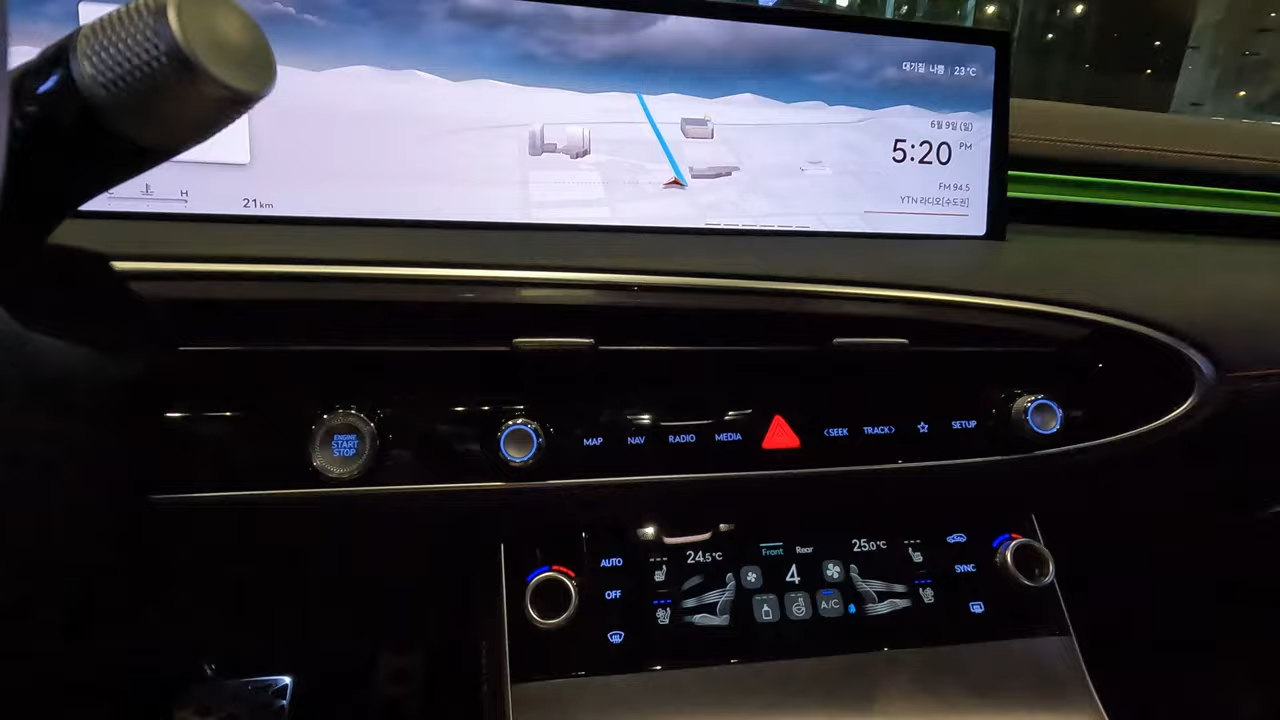 대기질 나쁨 | 23°C
6월 9일 (일)
5:20 PM
FM 94.5
YTN 라디오[수도권]
C H
21km
ENGINE
START
STOP
MAP NAV RADIO MEDIA <SEEK TRACK> ☆ SETUP
AUTO 24.5°C Front Rear 25.0°C
OFF 4 SYNC
A/C